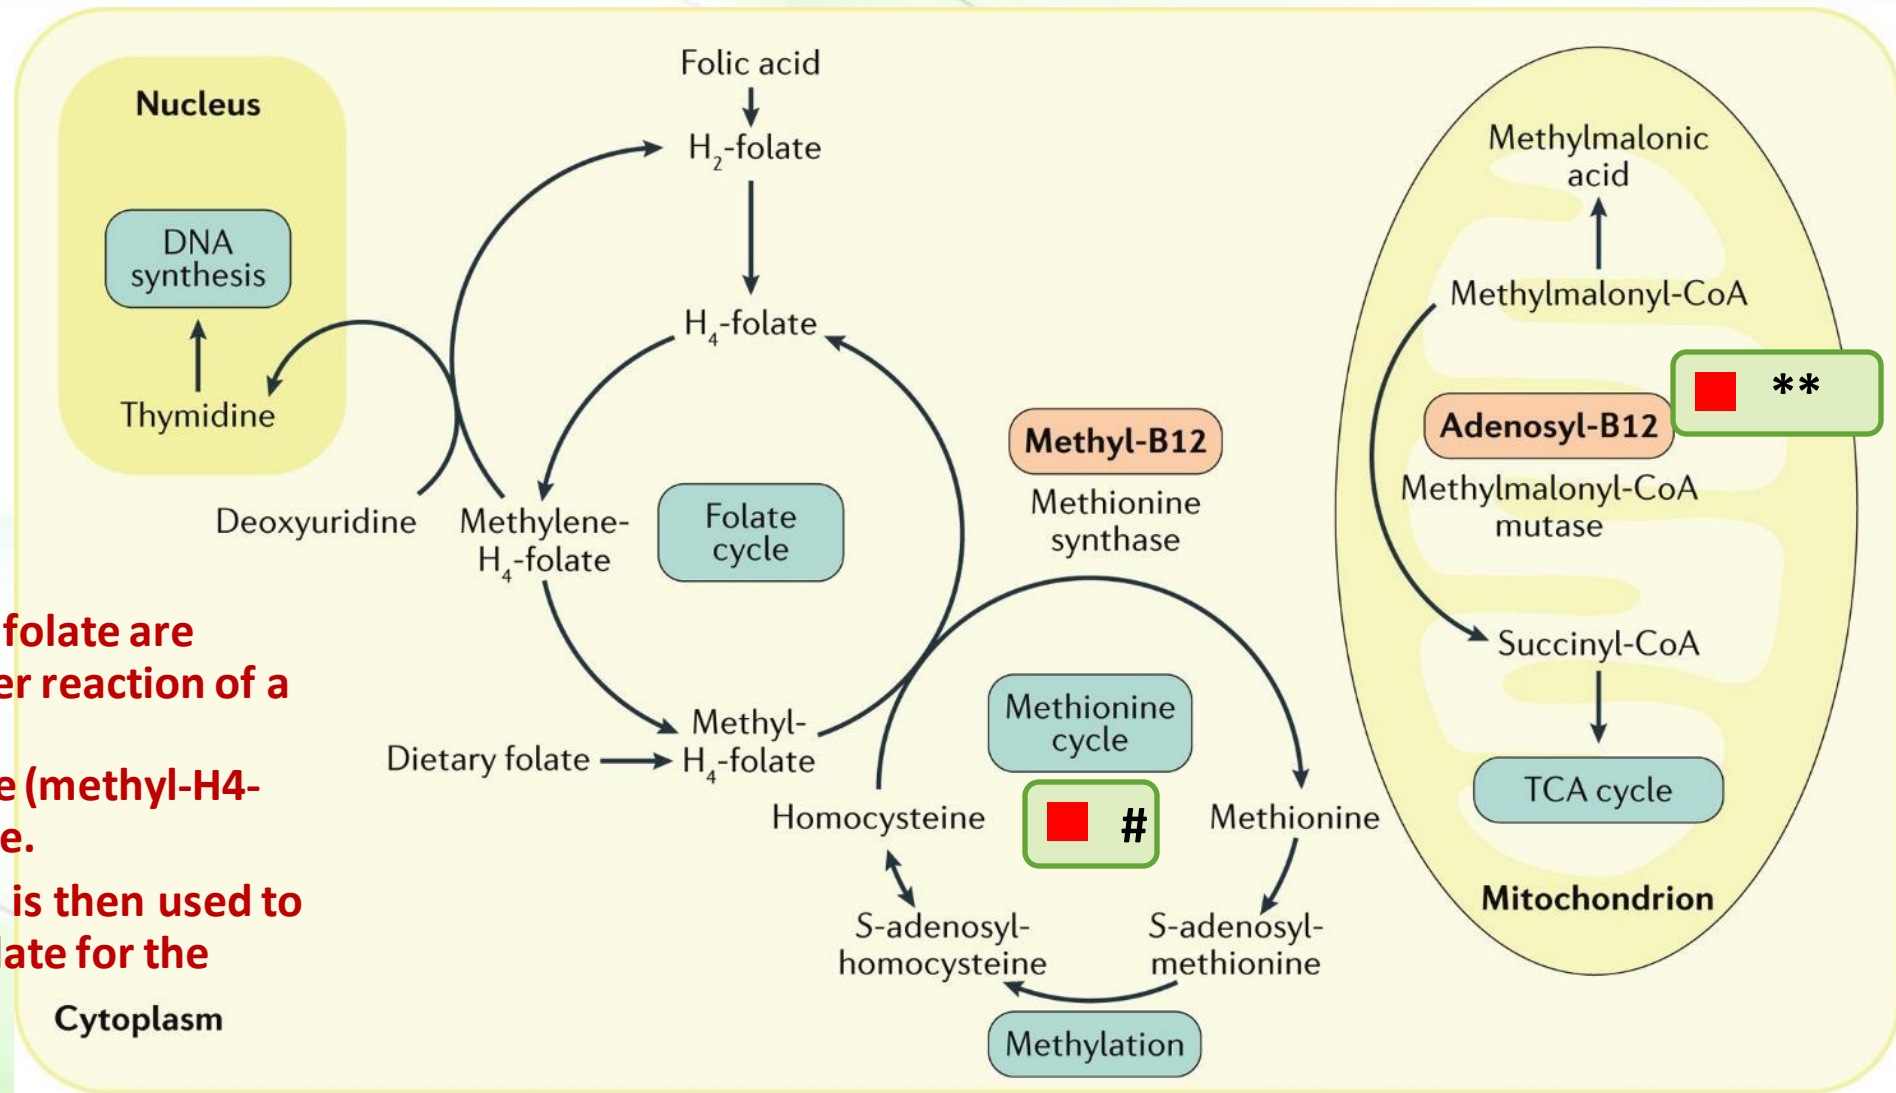 Folic acid
Nucleus
H2-folate
Methylmalonic
acid
DNA
synthesis
Methylmalonyl-CoA
H4-folate
**
Thymidine
Methyl-B12
Adenosyl-B12
Methionine
synthase
Methylmalonyl-CoA
mutase
Deoxyuridine
Methylene-
H4-folate
Folate
cycle
folate are
er reaction of a
e (methyl-H4-
e.
is then used to
late for the
Succinyl-CoA
Methionine
cycle
Methyl-
H4-folate
Dietary folate
TCA cycle
Homocysteine
#
Methionine
Mitochondrion
S-adenosyl-
homocysteine
S-adenosyl-
methionine
Cytoplasm
Methylation